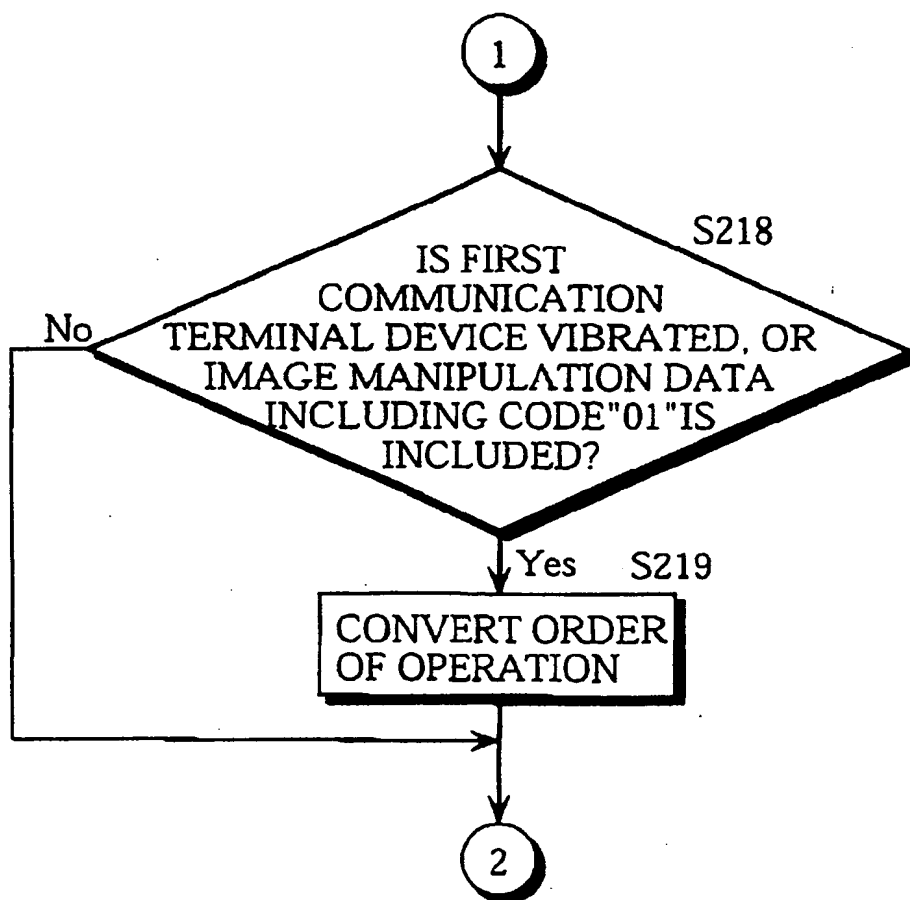 1
S218
IS FIRST
COMMUNICATION
No
TERMINAL DEVICE VIBRATED, OR
IMAGE MANIPULATION DATA
INCLUDING CODE"01"IS
INCLUDED?
Yes
S219
CONVERT ORDER
OF OPERATION
2